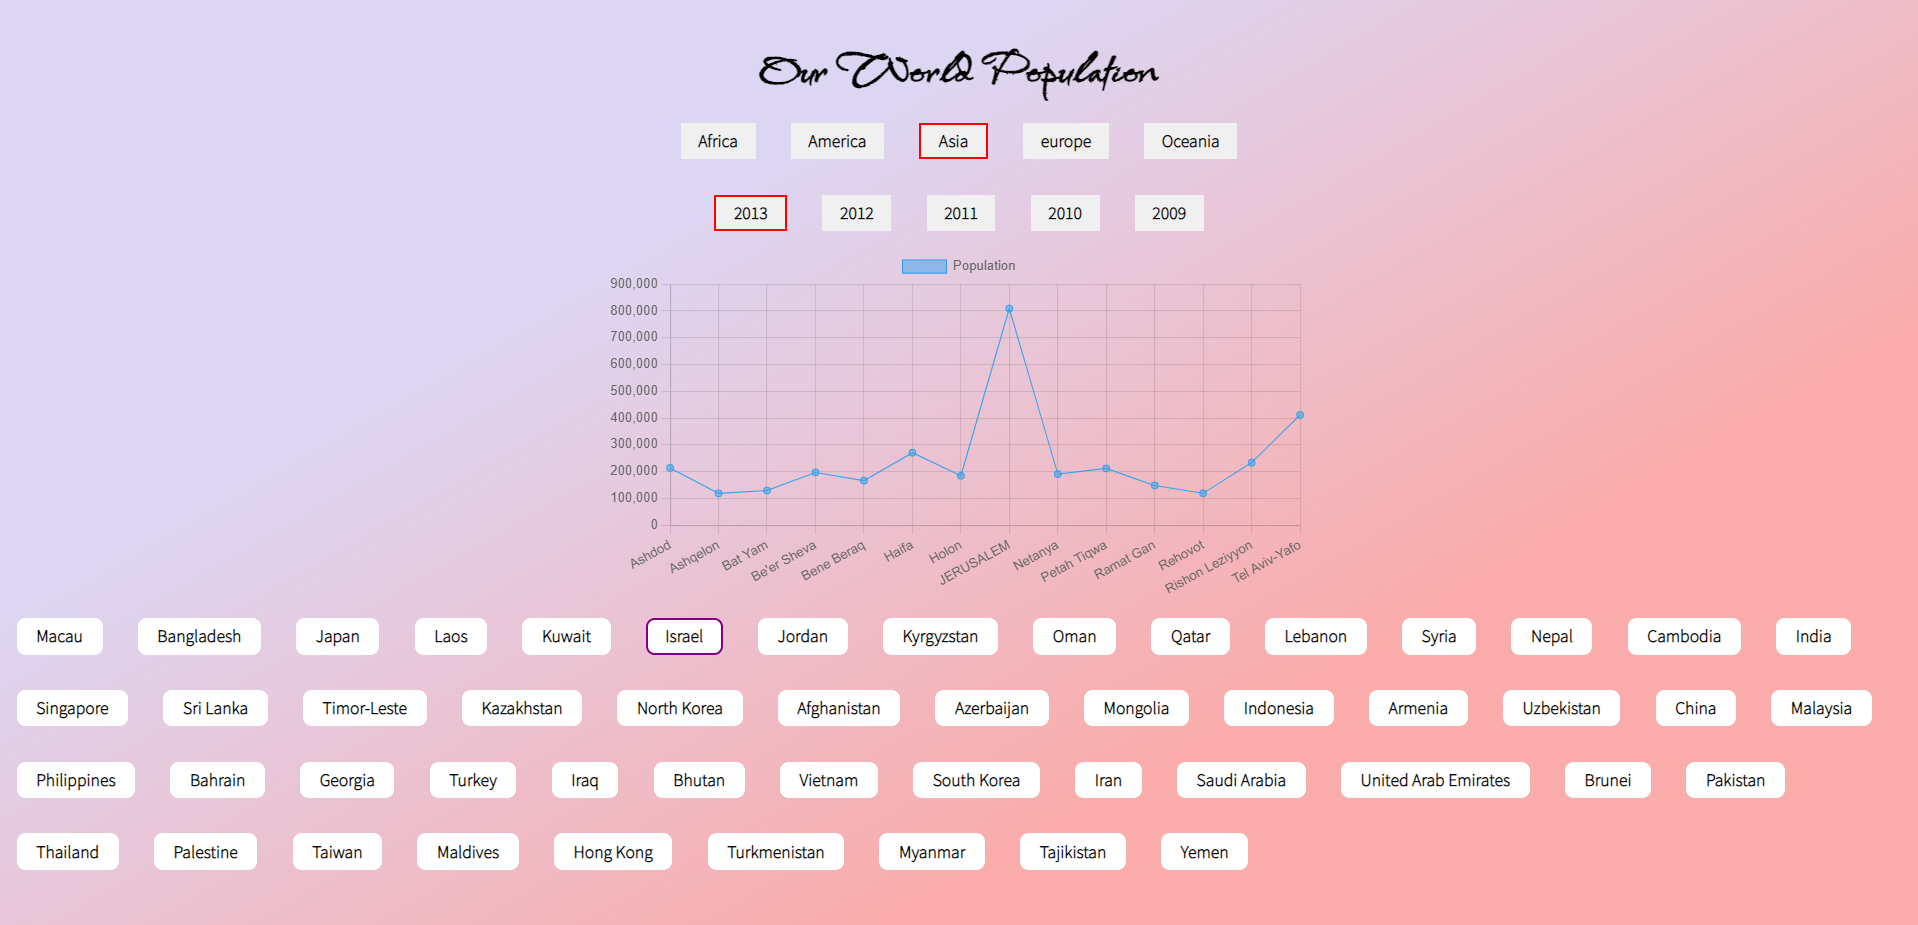 Our World Population
Africa America Asia europe Oceania
2013 2012 2011 2010 2009
Population
900,000
800,000
700,000
600,000
500,000
400,000
300,000
200,000
100,000
0
Ashdod Ashqelon Bat Yam Be'er Sheva Bene Beraq Haifa Holon JERUSALEM Netanya Petah Tiqwa Ramat Gan Rehovot Rishon Leziyyon Tel Aviv-Yafo
Macau Bangladesh Japan Laos Kuwait Israel Jordan Kyrgyzstan Oman Qatar Lebanon Syria Nepal Cambodia India
Singapore Sri Lanka Timor-Leste Kazakhstan North Korea Afghanistan Azerbaijan Mongolia Indonesia Armenia Uzbekistan China Malaysia
Philippines Bahrain Georgia Turkey Iraq Bhutan Vietnam South Korea Iran Saudi Arabia United Arab Emirates Brunei Pakistan
Thailand Palestine Taiwan Maldives Hong Kong Turkmenistan Myanmar Tajikistan Yemen